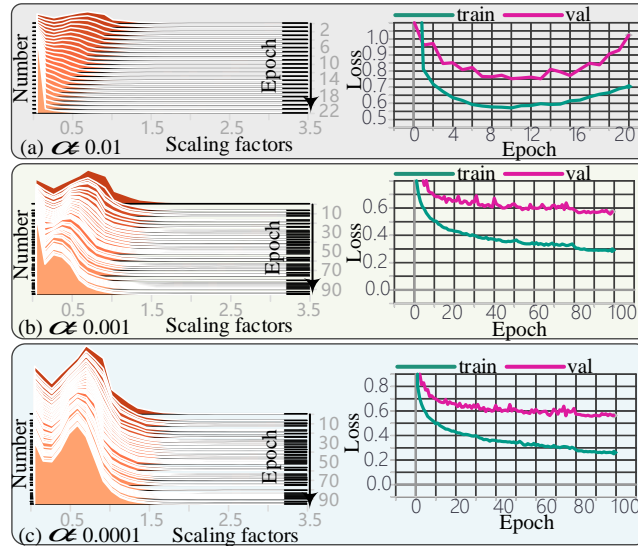 train val
Number
Epoch
2
6
10
14
18
22
0.5 1.5 2.5 3.5
Scaling factors
(a) α 0.01
Loss
1.0
0.9
0.8
0.7
0.6
0.5
0 4 8 12 16 20
Epoch
train val
Number
Epoch
10
30
50
70
90
0.5 1.5 2.5 3.5
Scaling factors
(b) α 0.001
Loss
0.6
0.4
0.2
0.0
0 20 40 60 80 100
Epoch
train val
Number
Epoch
10
30
50
70
90
0.5 1.5 2.5 3.5
Scaling factors
(c) α 0.0001
Loss
0.8
0.6
0.4
0.2
0.0
0 20 40 60 80 100
Epoch